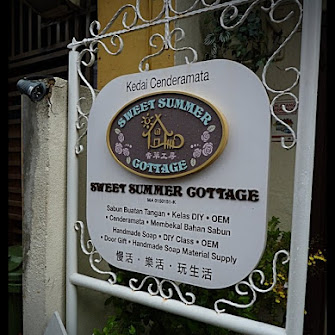 Kedai Cenderamata
SWEET SUMMER
香草工房
COTTAGE
SWEET SUMMER COTTAGE
Sabun Buatan Tangan • Kelas DIY • OEM
• Cenderamata • Membekal Bahan Sabun
Handmade Soap • DIY Class • OEM
• Door Gift • Handmade Soap Material Supply
慢活·樂活·玩生活